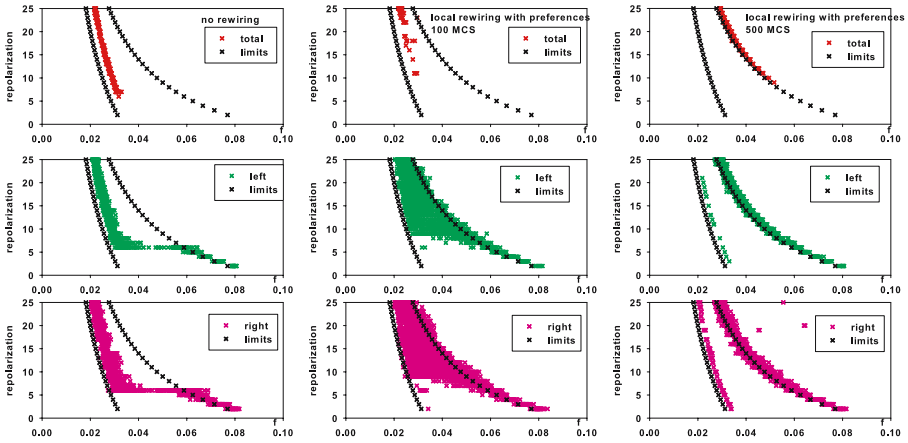 no rewiring
total
limits
repolarization
25
20
15
10
5
0
0.00
0.02
0.04
0.06
0.08
0.10
f
local rewiring with preferences
100 MCS
total
limits
repolarization
25
20
15
10
5
0
0.00
0.02
0.04
0.06
0.08
0.10
f
local rewiring with preferences
500 MCS
total
limits
repolarization
25
20
15
10
5
0
0.00
0.02
0.04
0.06
0.08
0.10
f
left
limits
repolarization
25
20
15
10
5
0
0.00
0.02
0.04
0.06
0.08
0.10
f
left
limits
repolarization
25
20
15
10
5
0
0.00
0.02
0.04
0.06
0.08
0.10
f
left
limits
repolarization
25
20
15
10
5
0
0.00
0.02
0.04
0.06
0.08
0.10
f
right
limits
repolarization
25
20
15
10
5
0
0.00
0.02
0.04
0.06
0.08
0.10
f
right
limits
repolarization
25
20
15
10
5
0
0.00
0.02
0.04
0.06
0.08
0.10
f
right
limits
repolarization
25
20
15
10
5
0
0.00
0.02
0.04
0.06
0.08
0.10
f